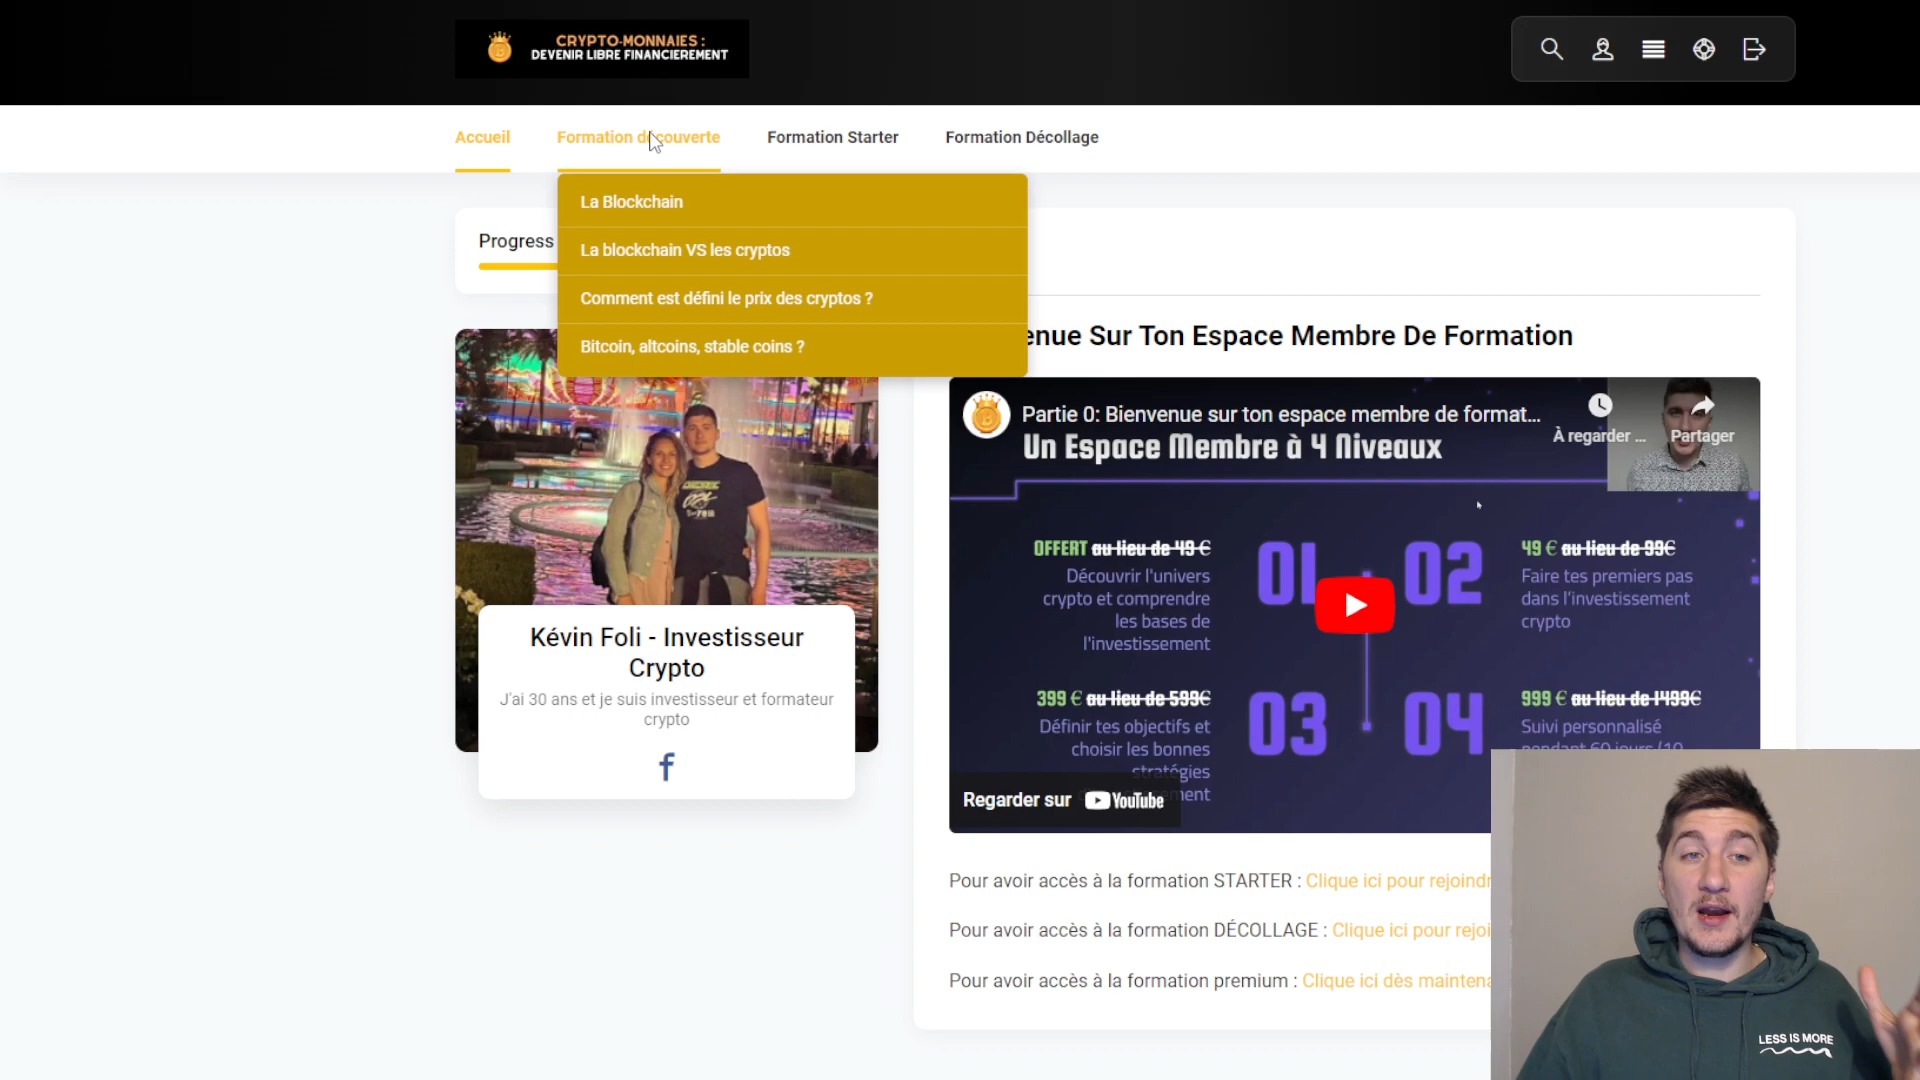 CRYPTO-MONNAIES :
DEVENIR LIBRE FINANCIEREMENT
Accueil
Formation découverte
Formation Starter
Formation Décollage
La Blockchain
La blockchain VS les cryptos
Comment est défini le prix des cryptos ?
Bitcoin, altcoins, stable coins ?
Progress
enue Sur Ton Espace Membre De Formation
Partie 0: Bienvenue sur ton espace membre de format...
À regarder ...
Partager
Un Espace Membre à 4 Niveaux
OFFERT au lieu de 49 €
Découvrir l'univers
crypto et comprendre
les bases de
l'investissement
01
02
49 € au lieu de 99€
Faire tes premiers pas
dans l'investissement
crypto
399 € au lieu de 599€
Définir tes objectifs et
choisir les bonnes
stratégies
ent
03
04
999 € au lieu de 1499€
Suivi personnalisé
pendant 60 jours (10
Regarder sur YouTube
Kévin Foli - Investisseur
Crypto
J'ai 30 ans et je suis investisseur et formateur
crypto
Pour avoir accès à la formation STARTER : Clique ici pour rejoindr
Pour avoir accès à la formation DÉCOLLAGE : Clique ici pour rejoi
Pour avoir accès à la formation premium : Clique ici dès maintena
LESS IS MORE